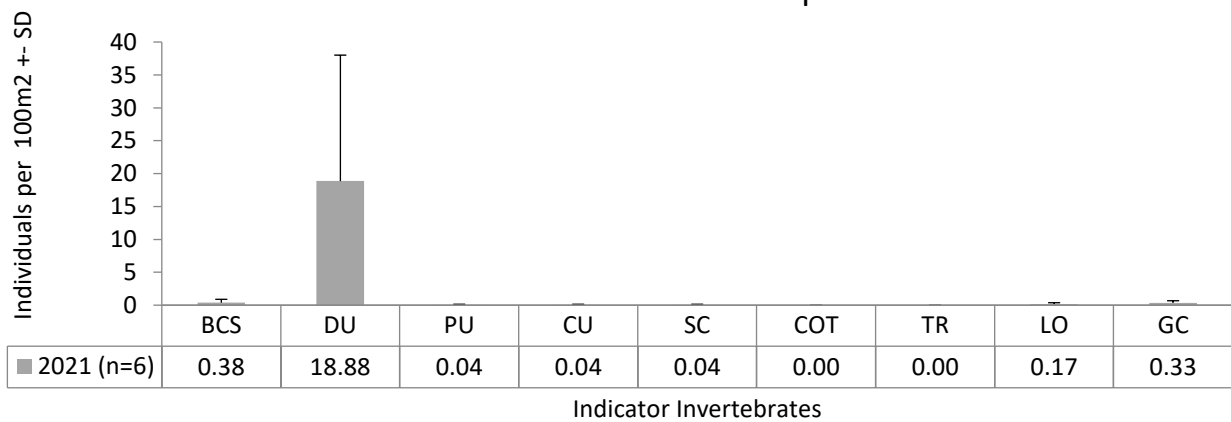 Individuals per 100m2 +- SD
40
35
30
25
20
15
10
5
0
BCS DU PU CU SC COT TR LO GC
2021 (n=6) 0.38 18.88 0.04 0.04 0.04 0.00 0.00 0.17 0.33
Indicator Invertebrates